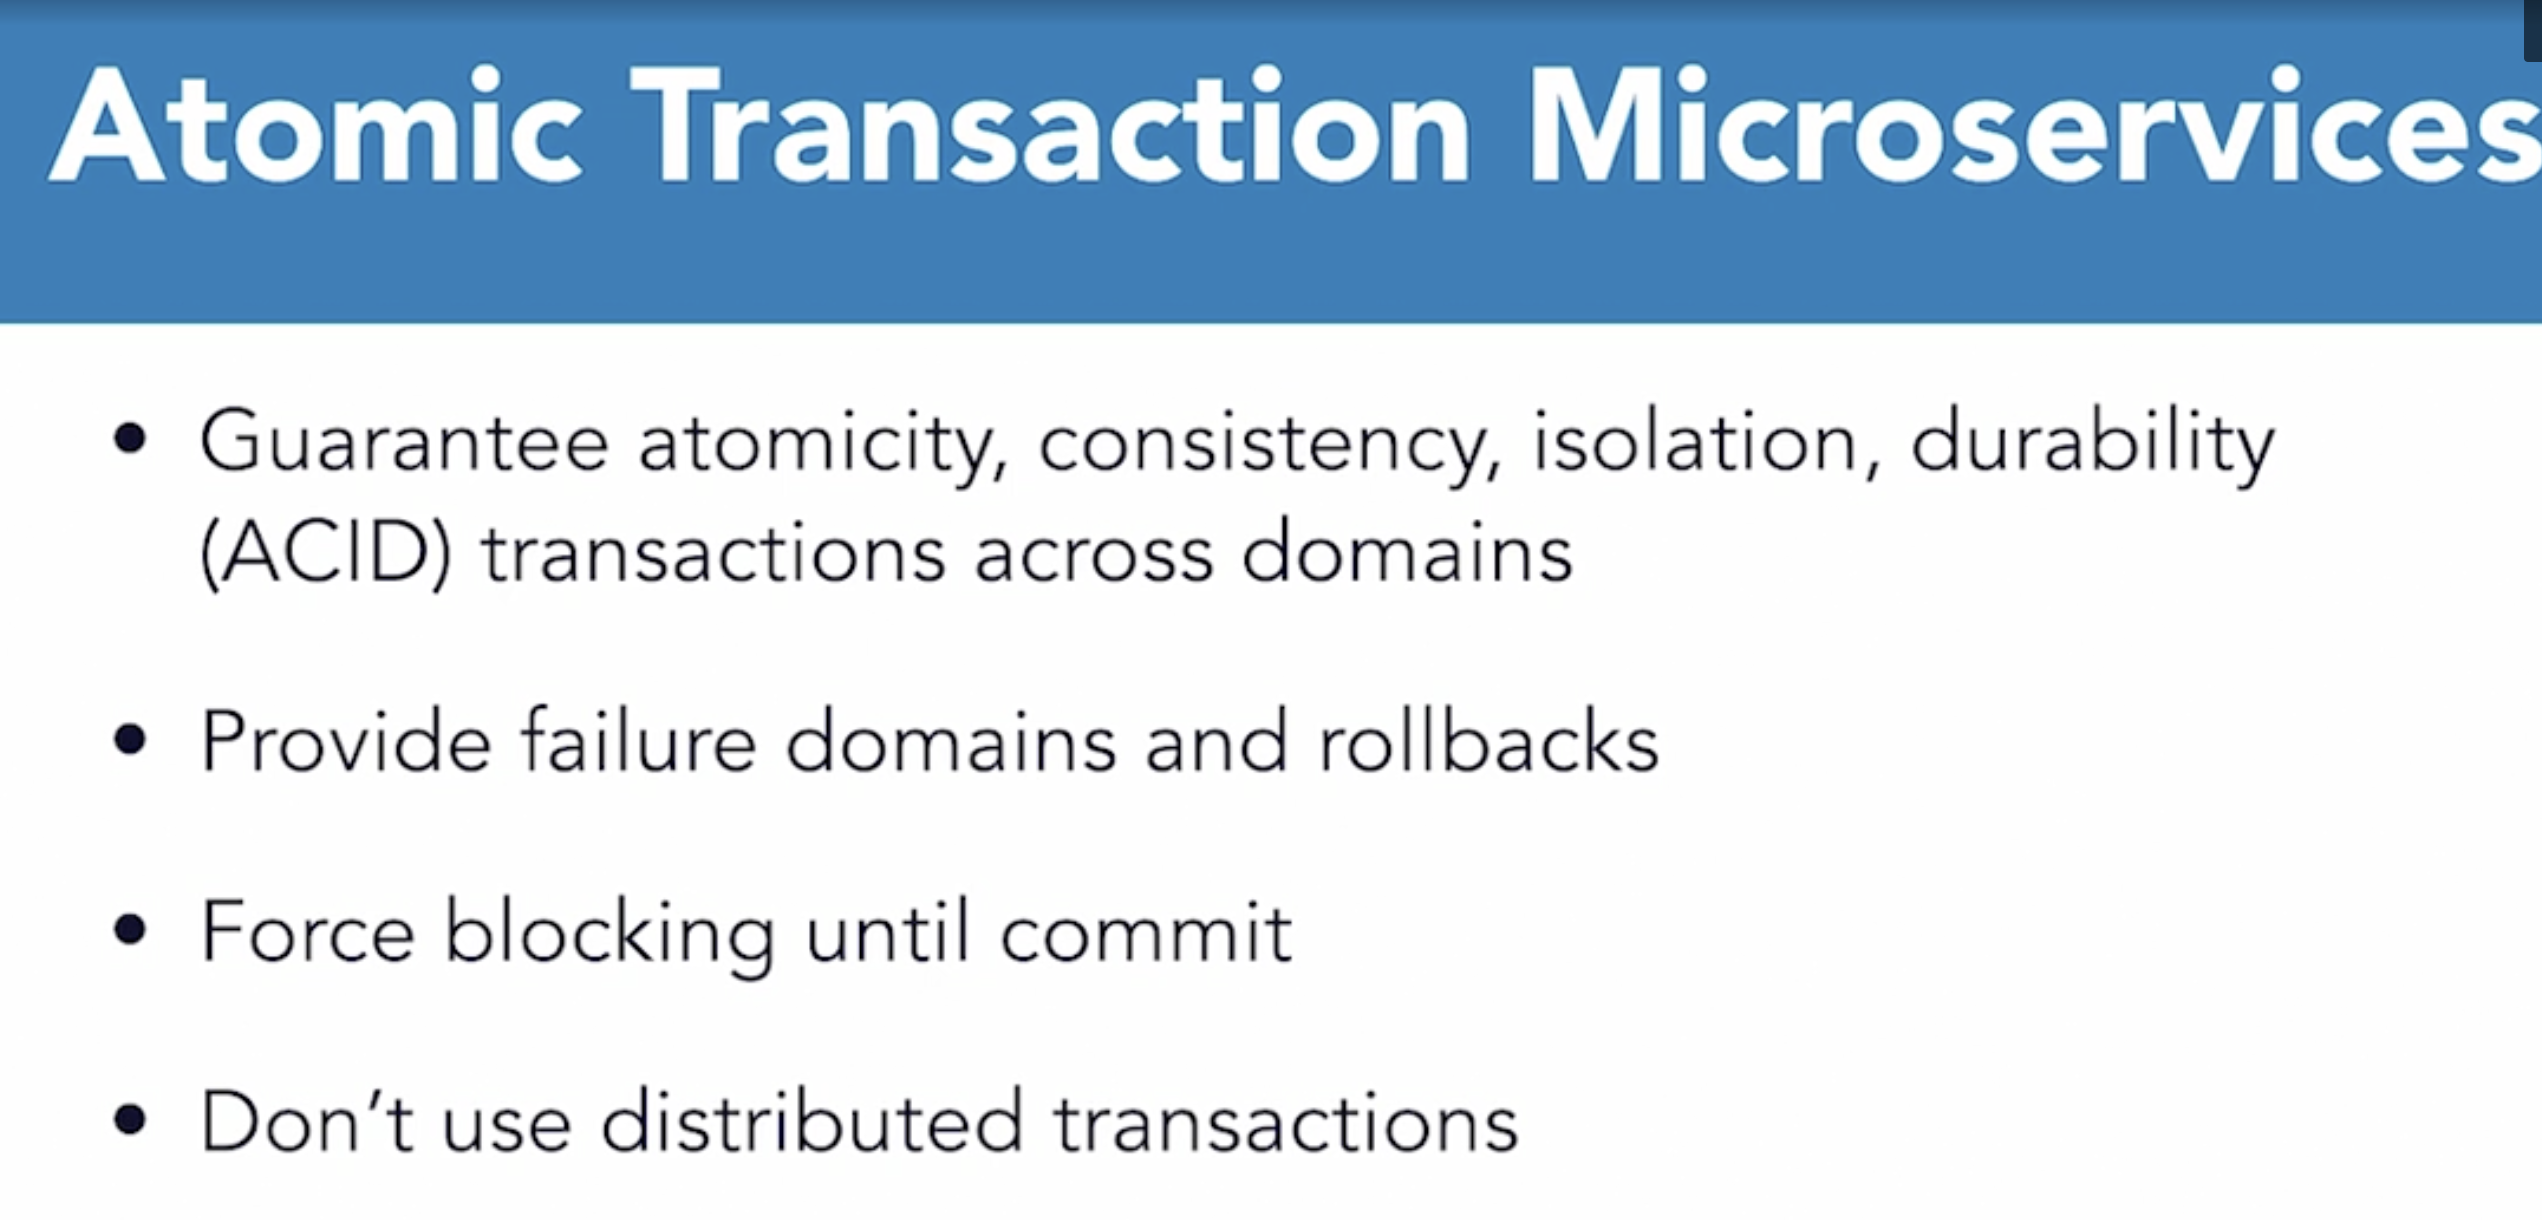 Atomic Transaction Microservices
• Guarantee atomicity, consistency, isolation, durability
(ACID) transactions across domains
• Provide failure domains and rollbacks
• Force blocking until commit
• Don’t use distributed transactions